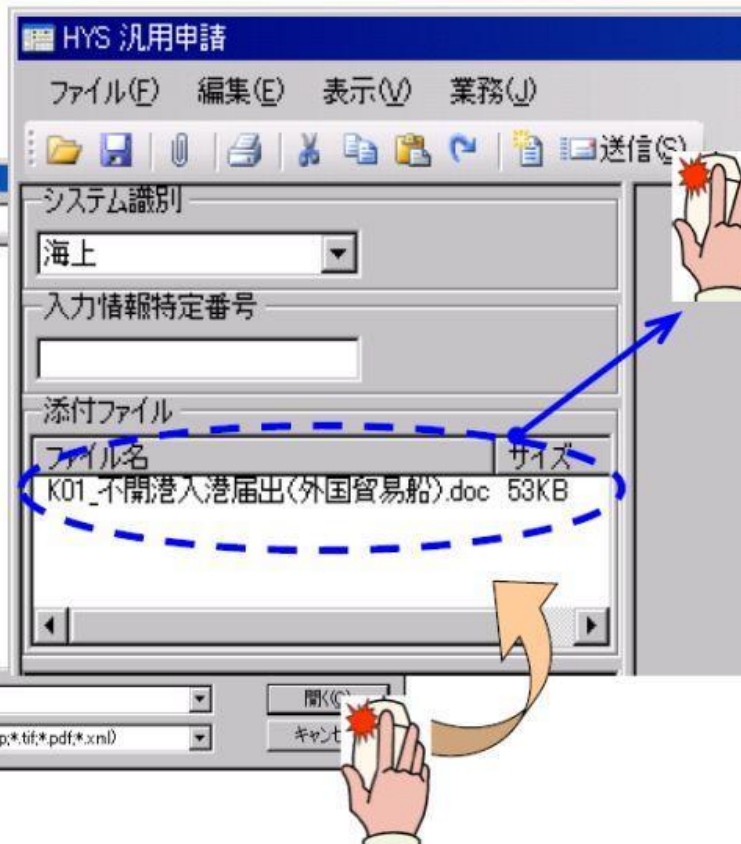 HYS 汎用申請
ファイル(F) 編集(E) 表示(V) 業務(J)
送信(S)
システム識別
海上
入力情報特定番号
添付ファイル
ファイル名 サイズ
K01_不開港入港届出(外国貿易船).doc 53KB
開く(O)
p;*.tif;*.pdf;*.xml)
キャンセ